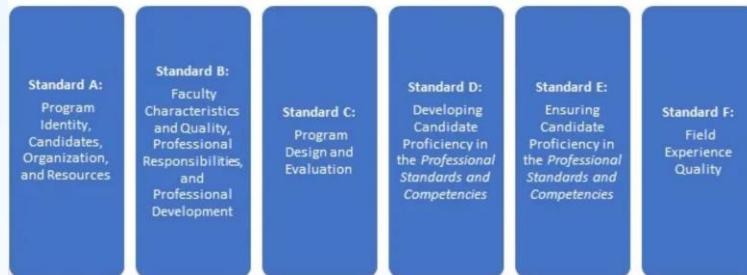 Standard A:
Program
Identity,
Candidates,
Organization,
and Resources
Standard B:
Faculty
Characteristics
and Quality,
Professional
Responsibilities,
and
Professional
Development
Standard C:
Program
Design and
Evaluation
Standard D:
Developing
Candidate
Proficiency in
the Professional
Standards and
Competencies
Standard E:
Ensuring
Candidate
Proficiency in
the Professional
Standards and
Competencies
Standard F:
Field
Experience
Quality